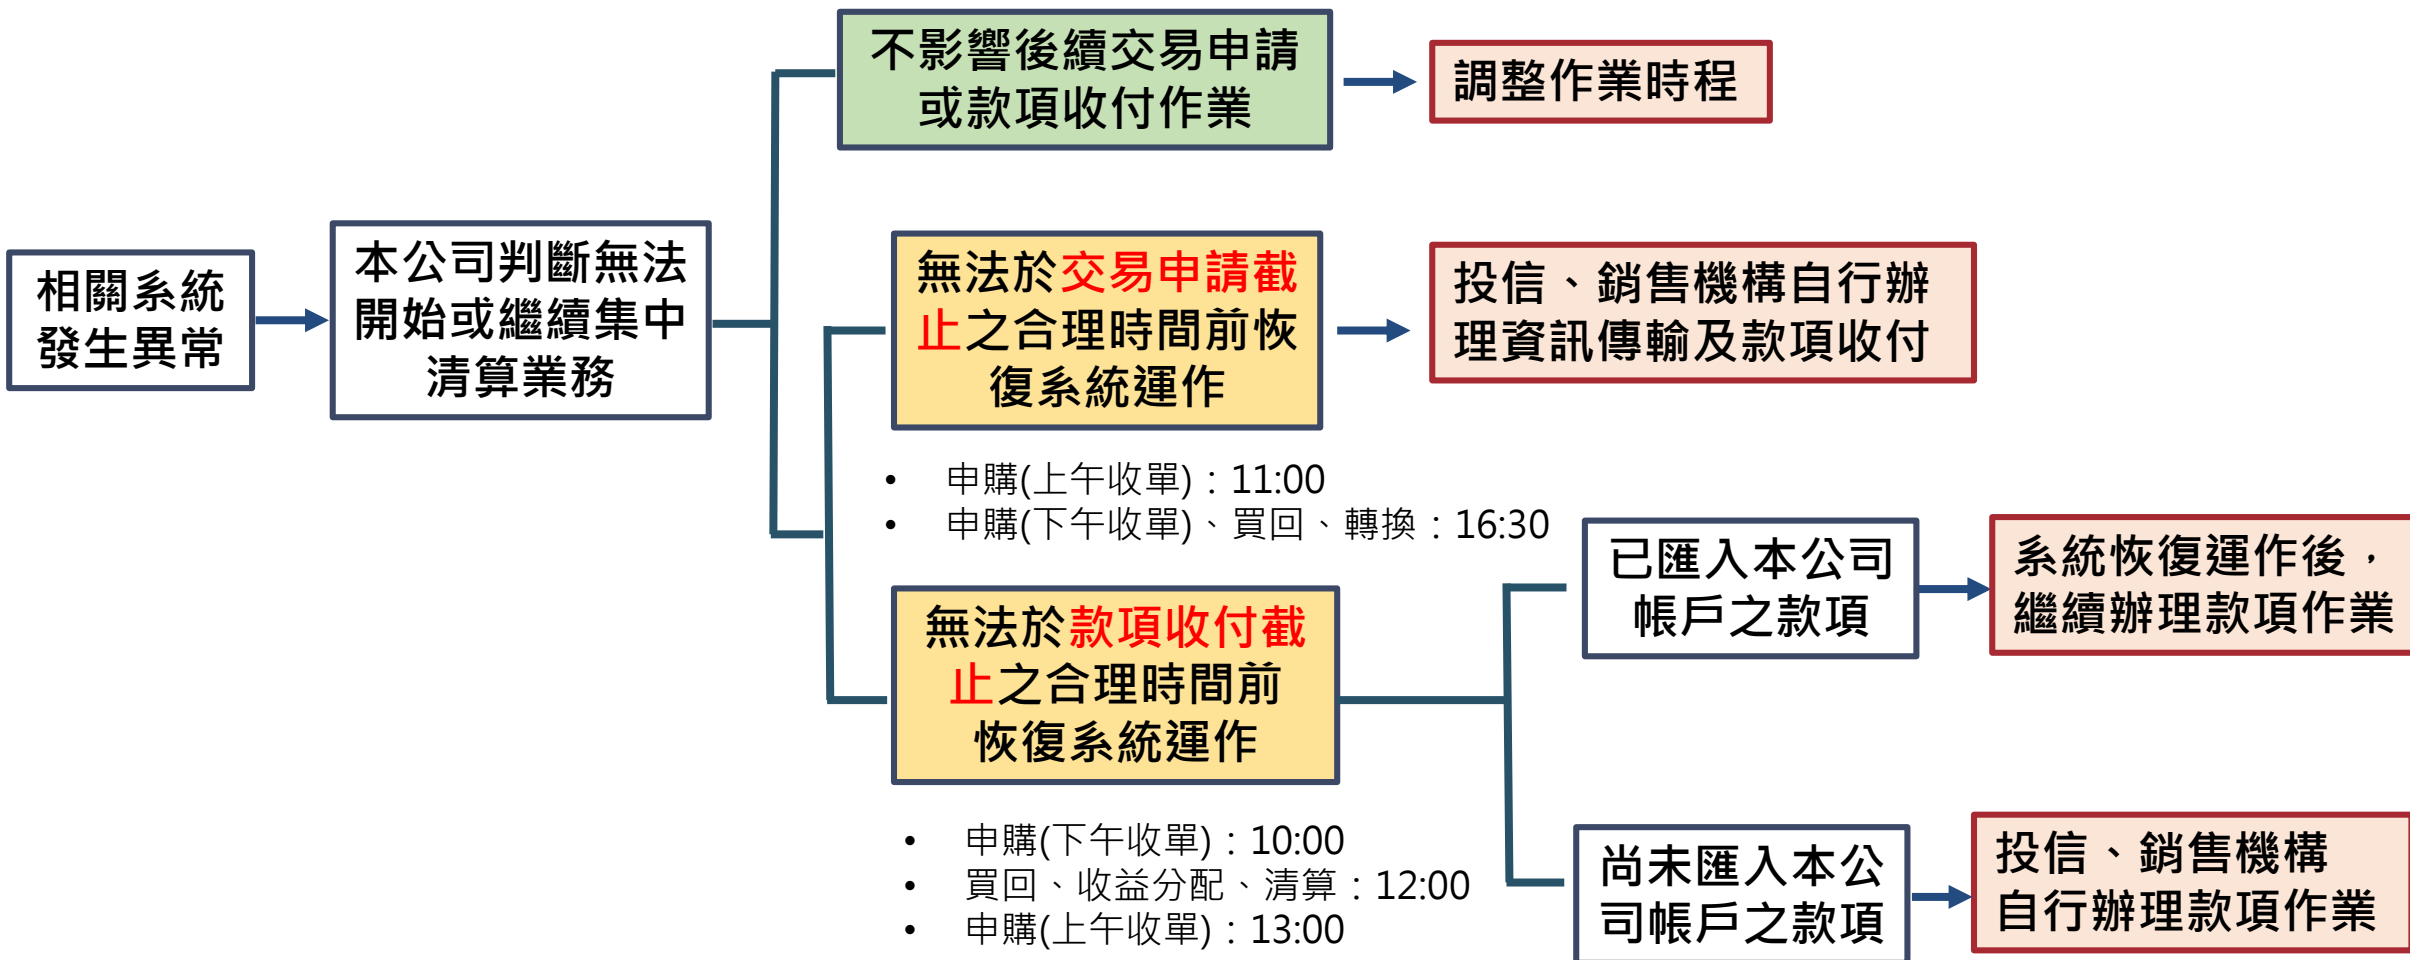 相關系統
發生異常
本公司判斷無法
開始或繼續集中
清算業務
不影響後續交易申請
或款項收付作業
調整作業時程
無法於交易申請截
止之合理時間前恢
復系統運作
投信、銷售機構自行辦
理資訊傳輸及款項收付
• 申購(上午收單)：11:00
• 申購(下午收單)、買回、轉換：16:30
無法於款項收付截
止之合理時間前
恢復系統運作
• 申購(下午收單)：10:00
• 買回、收益分配、清算：12:00
• 申購(上午收單)：13:00
已匯入本公司
帳戶之款項
系統恢復運作後，
繼續辦理款項作業
尚未匯入本公
司帳戶之款項
投信、銷售機構
自行辦理款項作業